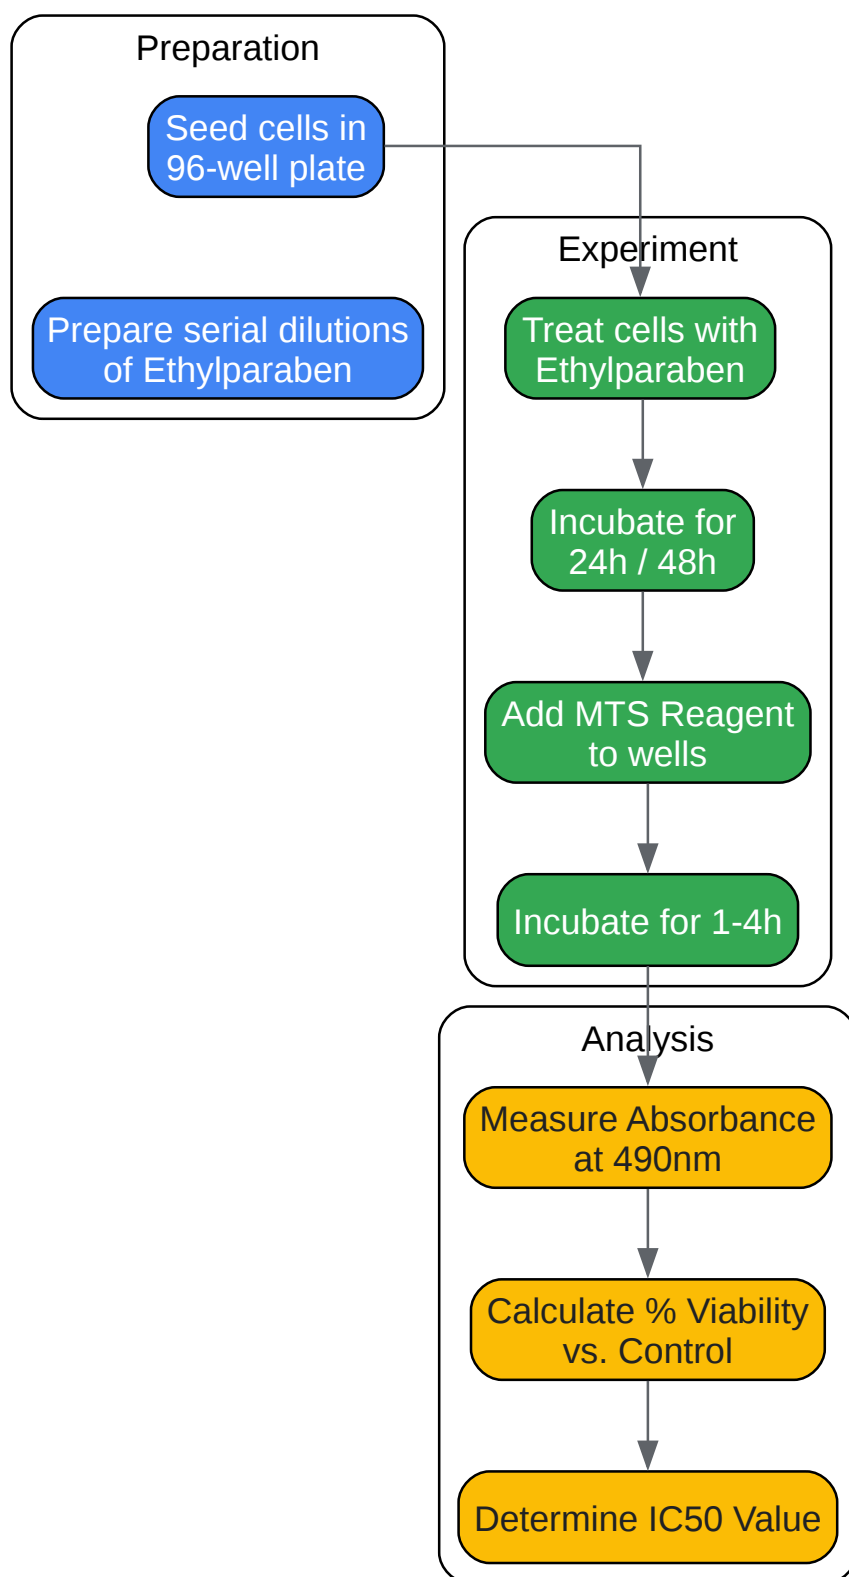 Preparation
Seed cells in
96-well plate
Prepare serial dilutions
of Ethylparaben
Experiment
Treat cells with
Ethylparaben
Incubate for
24h / 48h
Add MTS Reagent
to wells
Incubate for 1-4h
Analysis
Measure Absorbance
at 490nm
Calculate % Viability
vs. Control
Determine IC50 Value